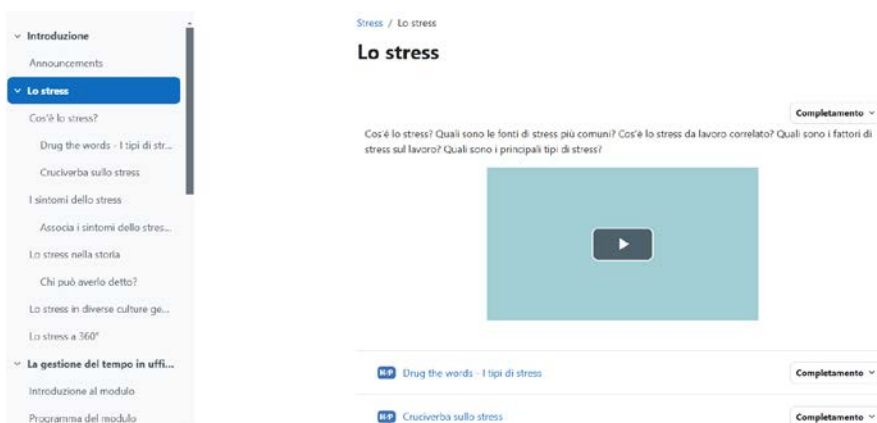 Introduzione
Announcements
Lo stress
Cos'è lo stress?
Drug the words - I tipi di str...
Cruciverba sullo stress
I sintomi dello stress
Associa i sintomi dello stres...
Lo stress nella storia
Chi può averlo detto?
Lo stress in diverse culture ge...
Lo stress a 360°
La gestione del tempo in uffi...
Introduzione al modulo
Programma del modulo
Stress / Lo stress
Lo stress
Completamento
Cos'è lo stress? Quali sono le fonti di stress più comuni? Cos'è lo stress da lavoro correlato? Quali sono i fattori di
stress sul lavoro? Quali sono i principali tipi di stress?
H-P Drug the words - I tipi di stress Completamento
H-P Cruciverba sullo stress Completamento